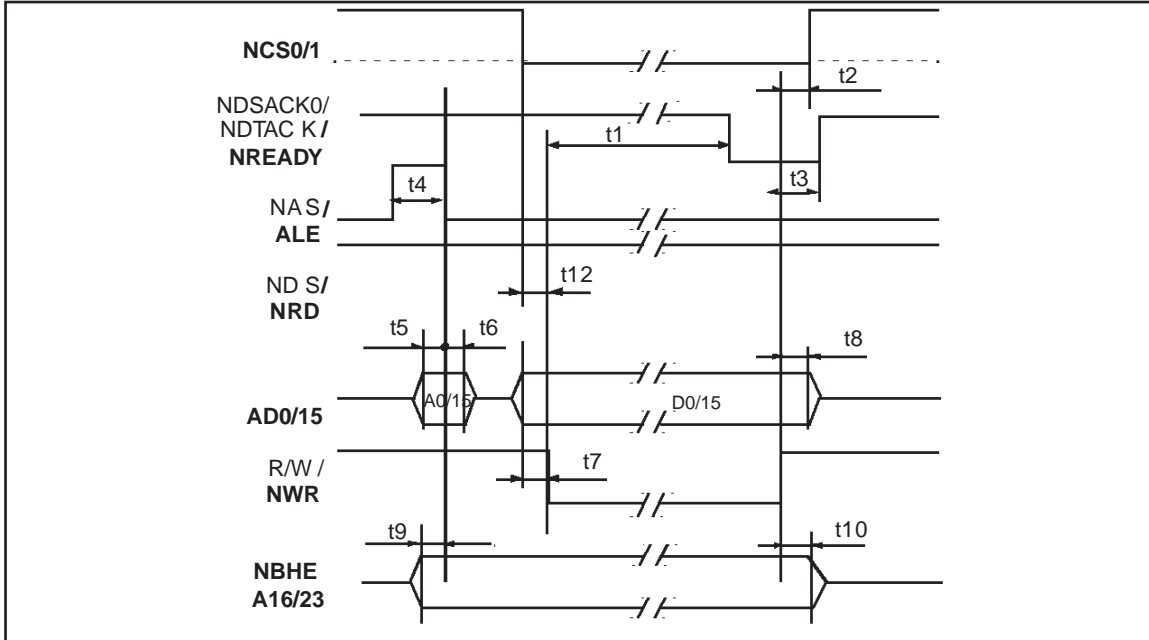 NCS0/1
t2
NDSACK0/
NDTAC K/
NREADY
t1
t3
t4
NA S/
ALE
t12
ND S/
NRD
t5
t6
t8
A0/15
D0/15
AD0/15
R/W /
NWR
t7
t9
t10
NBHE
A16/23